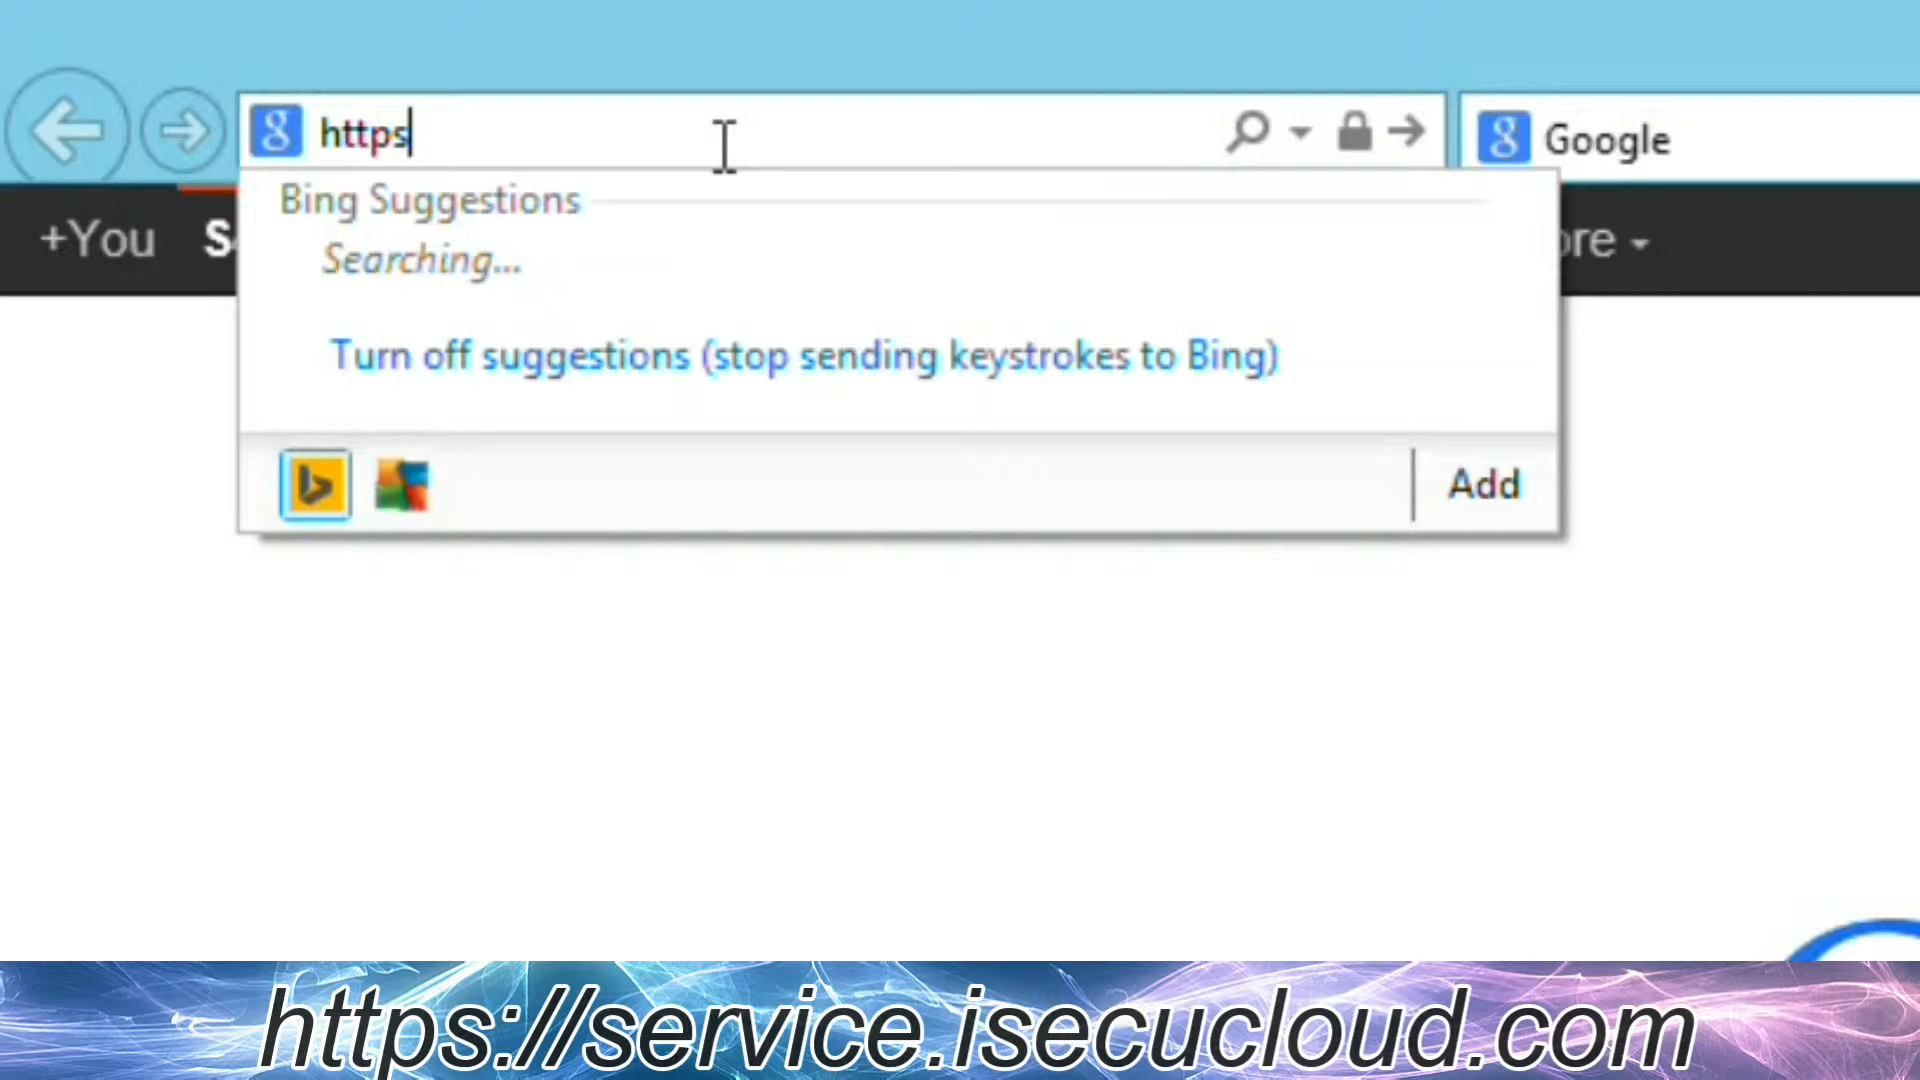 https
Google
+You
Bing Suggestions
Searching...
Turn off suggestions (stop sending keystrokes to Bing)
Add
https://service.isecucloud.com